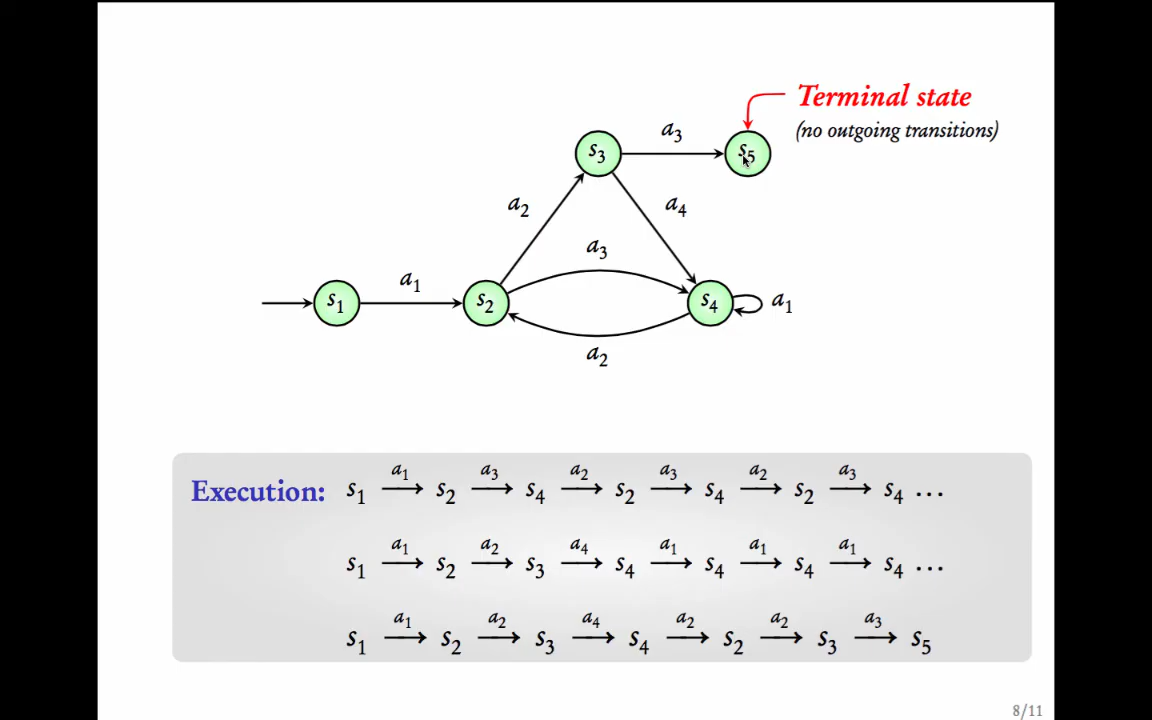 Terminal state
(no outgoing transitions)
a₃
s₃
s₅
a₂
a₄
a₃
a₁
s₁
s₂
s₄
a₁
a₂
Execution: s₁ —a₁→ s₂ —a₃→ s₄ —a₂→ s₂ —a₃→ s₄ —a₂→ s₂ —a₃→ s₄ …
s₁ —a₁→ s₂ —a₂→ s₃ —a₄→ s₄ —a₁→ s₄ —a₁→ s₄ —a₁→ s₄ …
s₁ —a₁→ s₂ —a₂→ s₃ —a₄→ s₄ —a₂→ s₂ —a₂→ s₃ —a₃→ s₅
8/11